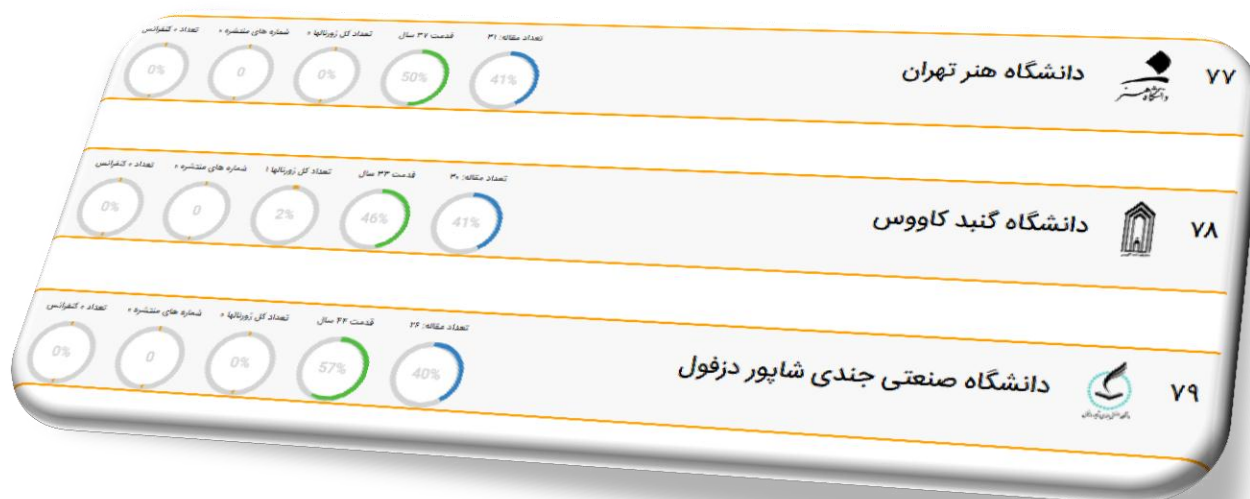 ۷۷ دانشگاه هنر تهران
تعداد مقاله: ۳۱ قدمت ۳۷ سال تعداد کل ژورنالها ۰ شماره های منتشره ۰ تعداد ۰ کنفرانس
41% 50% 0% 0 0%
۷۸ دانشگاه گنبد کاووس
تعداد مقاله: ۳۰ قدمت ۳۴ سال تعداد کل ژورنالها ۱ شماره های منتشره ۰ تعداد ۰ کنفرانس
41% 46% 2% 0 0%
۷۹ دانشگاه صنعتی جندی شاپور دزفول
تعداد مقاله: ۲۶ قدمت ۴۲ سال تعداد کل ژورنالها ۰ شماره های منتشره ۰ تعداد ۰ کنفرانس
40% 57% 0% 0 0%